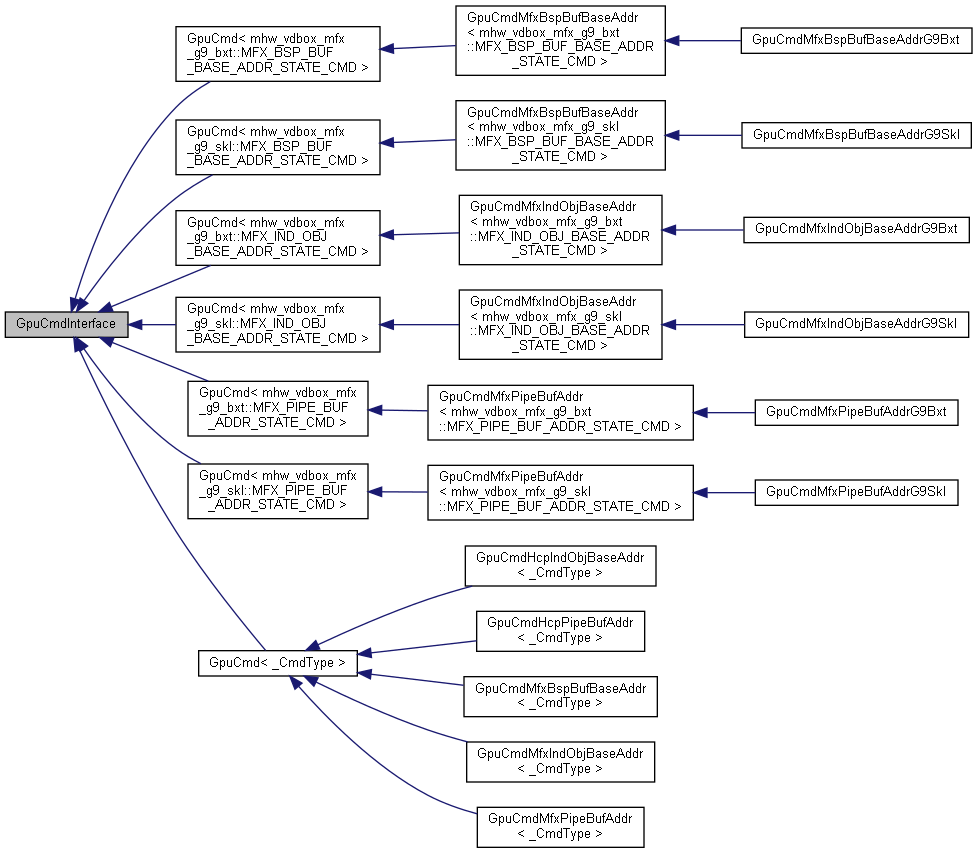 GpuCmdInterface
GpuCmd< mhw_vdbox_mfx
_g9_bxt::MFX_BSP_BUF
_BASE_ADDR_STATE_CMD >
GpuCmdMfxBspBufBaseAddr
< mhw_vdbox_mfx_g9_bxt
::MFX_BSP_BUF_BASE_ADDR
_STATE_CMD >
GpuCmdMfxBspBufBaseAddrG9Bxt
GpuCmd< mhw_vdbox_mfx
_g9_skl::MFX_BSP_BUF
_BASE_ADDR_STATE_CMD >
GpuCmdMfxBspBufBaseAddr
< mhw_vdbox_mfx_g9_skl
::MFX_BSP_BUF_BASE_ADDR
_STATE_CMD >
GpuCmdMfxBspBufBaseAddrG9Skl
GpuCmd< mhw_vdbox_mfx
_g9_bxt::MFX_IND_OBJ
_BASE_ADDR_STATE_CMD >
GpuCmdMfxIndObjBaseAddr
< mhw_vdbox_mfx_g9_bxt
::MFX_IND_OBJ_BASE_ADDR
_STATE_CMD >
GpuCmdMfxIndObjBaseAddrG9Bxt
GpuCmd< mhw_vdbox_mfx
_g9_skl::MFX_IND_OBJ
_BASE_ADDR_STATE_CMD >
GpuCmdMfxIndObjBaseAddr
< mhw_vdbox_mfx_g9_skl
::MFX_IND_OBJ_BASE_ADDR
_STATE_CMD >
GpuCmdMfxIndObjBaseAddrG9Skl
GpuCmd< mhw_vdbox_mfx
_g9_bxt::MFX_PIPE_BUF
_ADDR_STATE_CMD >
GpuCmdMfxPipeBufAddr
< mhw_vdbox_mfx_g9_bxt
::MFX_PIPE_BUF_ADDR_STATE_CMD >
GpuCmdMfxPipeBufAddrG9Bxt
GpuCmd< mhw_vdbox_mfx
_g9_skl::MFX_PIPE_BUF
_ADDR_STATE_CMD >
GpuCmdMfxPipeBufAddr
< mhw_vdbox_mfx_g9_skl
::MFX_PIPE_BUF_ADDR_STATE_CMD >
GpuCmdMfxPipeBufAddrG9Skl
GpuCmd< _CmdType >
GpuCmdHcpIndObjBaseAddr
< _CmdType >
GpuCmdHcpPipeBufAddr
< _CmdType >
GpuCmdMfxBspBufBaseAddr
< _CmdType >
GpuCmdMfxIndObjBaseAddr
< _CmdType >
GpuCmdMfxPipeBufAddr
< _CmdType >